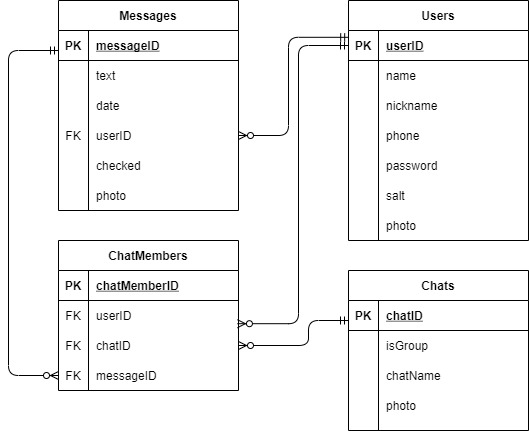 Messages
PK messageID
text
date
FK userID
checked
photo
Users
PK userID
name
nickname
phone
password
salt
photo
ChatMembers
PK chatMemberID
FK userID
FK chatID
FK messageID
Chats
PK chatID
isGroup
chatName
photo